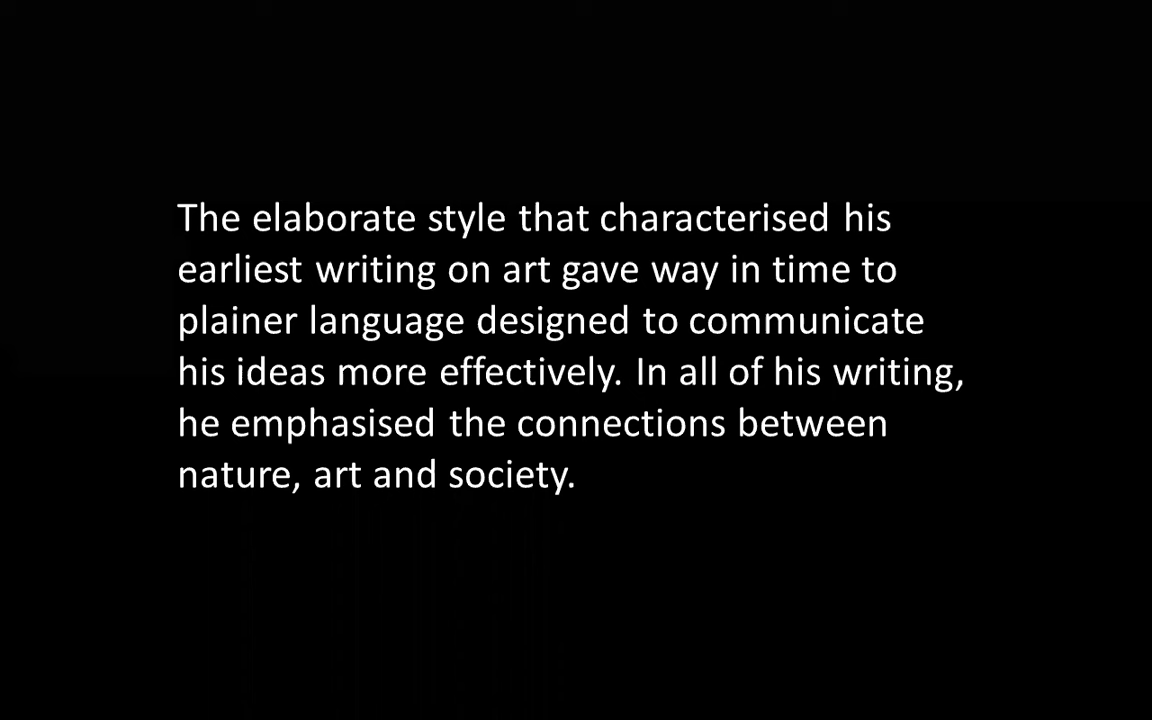 The elaborate style that characterised his
earliest writing on art gave way in time to
plainer language designed to communicate
his ideas more effectively. In all of his writing,
he emphasised the connections between
nature, art and society.